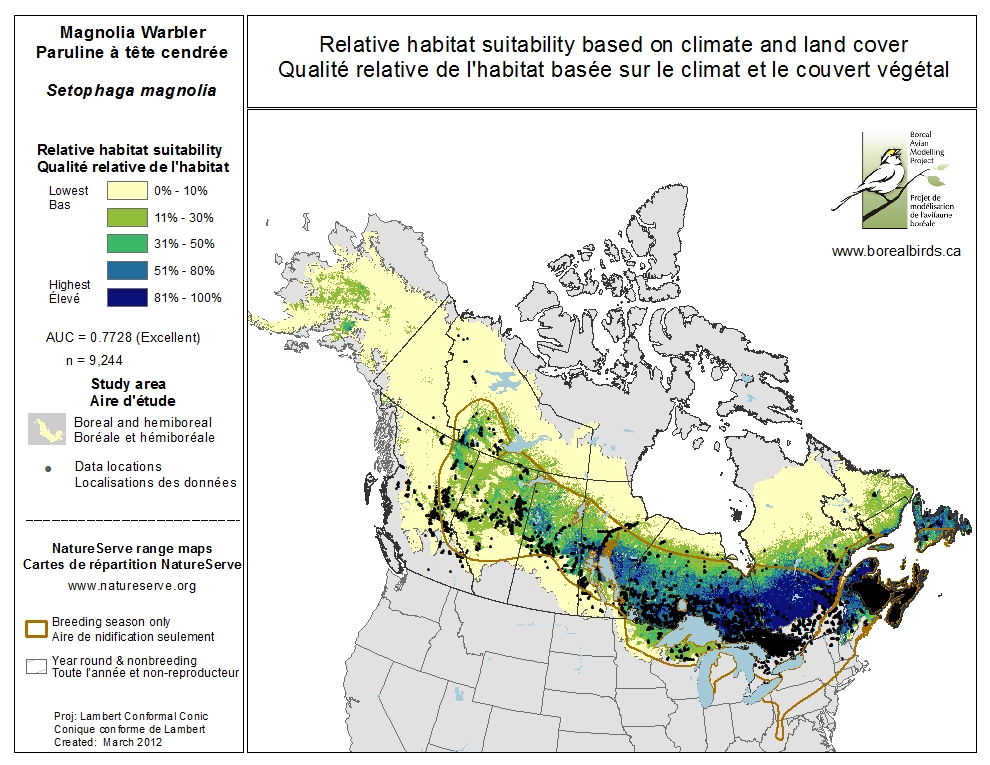 Magnolia Warbler
Paruline à tête cendrée
Setophaga magnolia
Relative habitat suitability
Qualité relative de l'habitat
Lowest
Bas
0% - 10%
11% - 30%
31% - 50%
51% - 80%
Highest
Élevé
81% - 100%
AUC = 0.7728 (Excellent)
n = 9,244
Study area
Aire d'étude
Boreal and hemiboreal
Boréale et hémiboréale
Data locations
Localisations des données
NatureServe range maps
Cartes de répartition NatureServe
www.natureserve.org
Breeding season only
Aire de nidification seulement
Year round & nonbreeding
Toute l'année et non-reproducteur
Proj: Lambert Conformal Conic
Conique conforme de Lambert
Created: March 2012
Relative habitat suitability based on climate and land cover
Qualité relative de l'habitat basée sur le climat et le couvert végétal
Boreal
Avian
Modelling
Project
Projet de
modélisation
de l'avifaune
boréale
www.borealbirds.ca